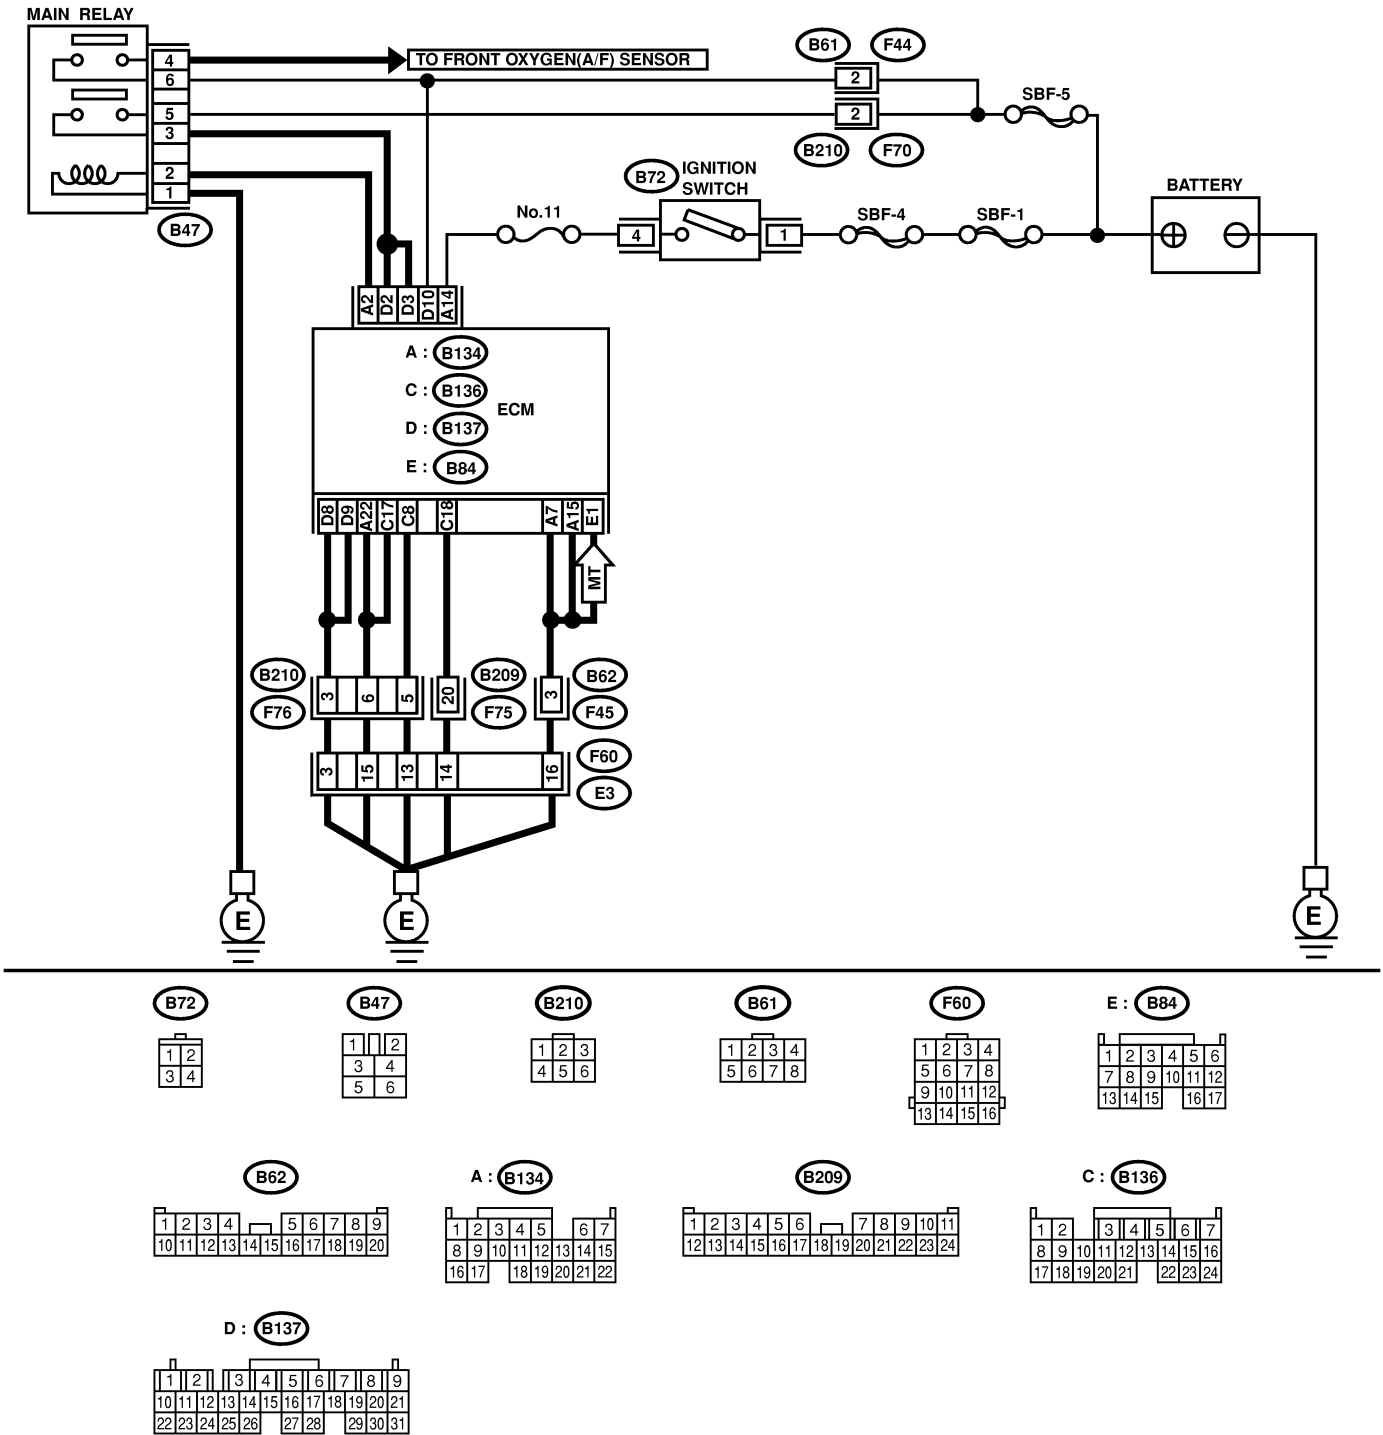 MAIN RELAY
4
6
5
3
2
1
B47
TO FRONT OXYGEN(A/F) SENSOR
B61 F44
2
2
B210 F70
SBF-5
B72 IGNITION
SWITCH
No.11
4
1
SBF-4
SBF-1
BATTERY
A2 D2 D3 D10 A14
A : B134
C : B136
D : B137
E : B84
ECM
D8 D9 A22 C17 C8 C18 A7 A15 E1
MT
B210
F76
3 6 5
20
B209
F75
3
B62
F45
3 15 13 14 16
F60
E3
E
E
E
B72
1 2
3 4
B47
1 2
3 4
5 6
B210
1 2 3
4 5 6
B61
1 2 3 4
5 6 7 8
F60
1 2 3 4
5 6 7 8
9 10 11 12
13 14 15 16
E : B84
1 2 3 4 5 6
7 8 9 10 11 12
13 14 15 16 17
B62
1 2 3 4 5 6 7 8 9
10 11 12 13 14 15 16 17 18 19 20
A : B134
1 2 3 4 5 6 7
8 9 10 11 12 13 14 15
16 17 18 19 20 21 22
B209
1 2 3 4 5 6 7 8 9 10 11
12 13 14 15 16 17 18 19 20 21 22 23 24
C : B136
1 2 3 4 5 6 7
8 9 10 11 12 13 14 15 16
17 18 19 20 21 22 23 24
D : B137
1 2 3 4 5 6 7 8 9
10 11 12 13 14 15 16 17 18 19 20 21
22 23 24 25 26 27 28 29 30 31